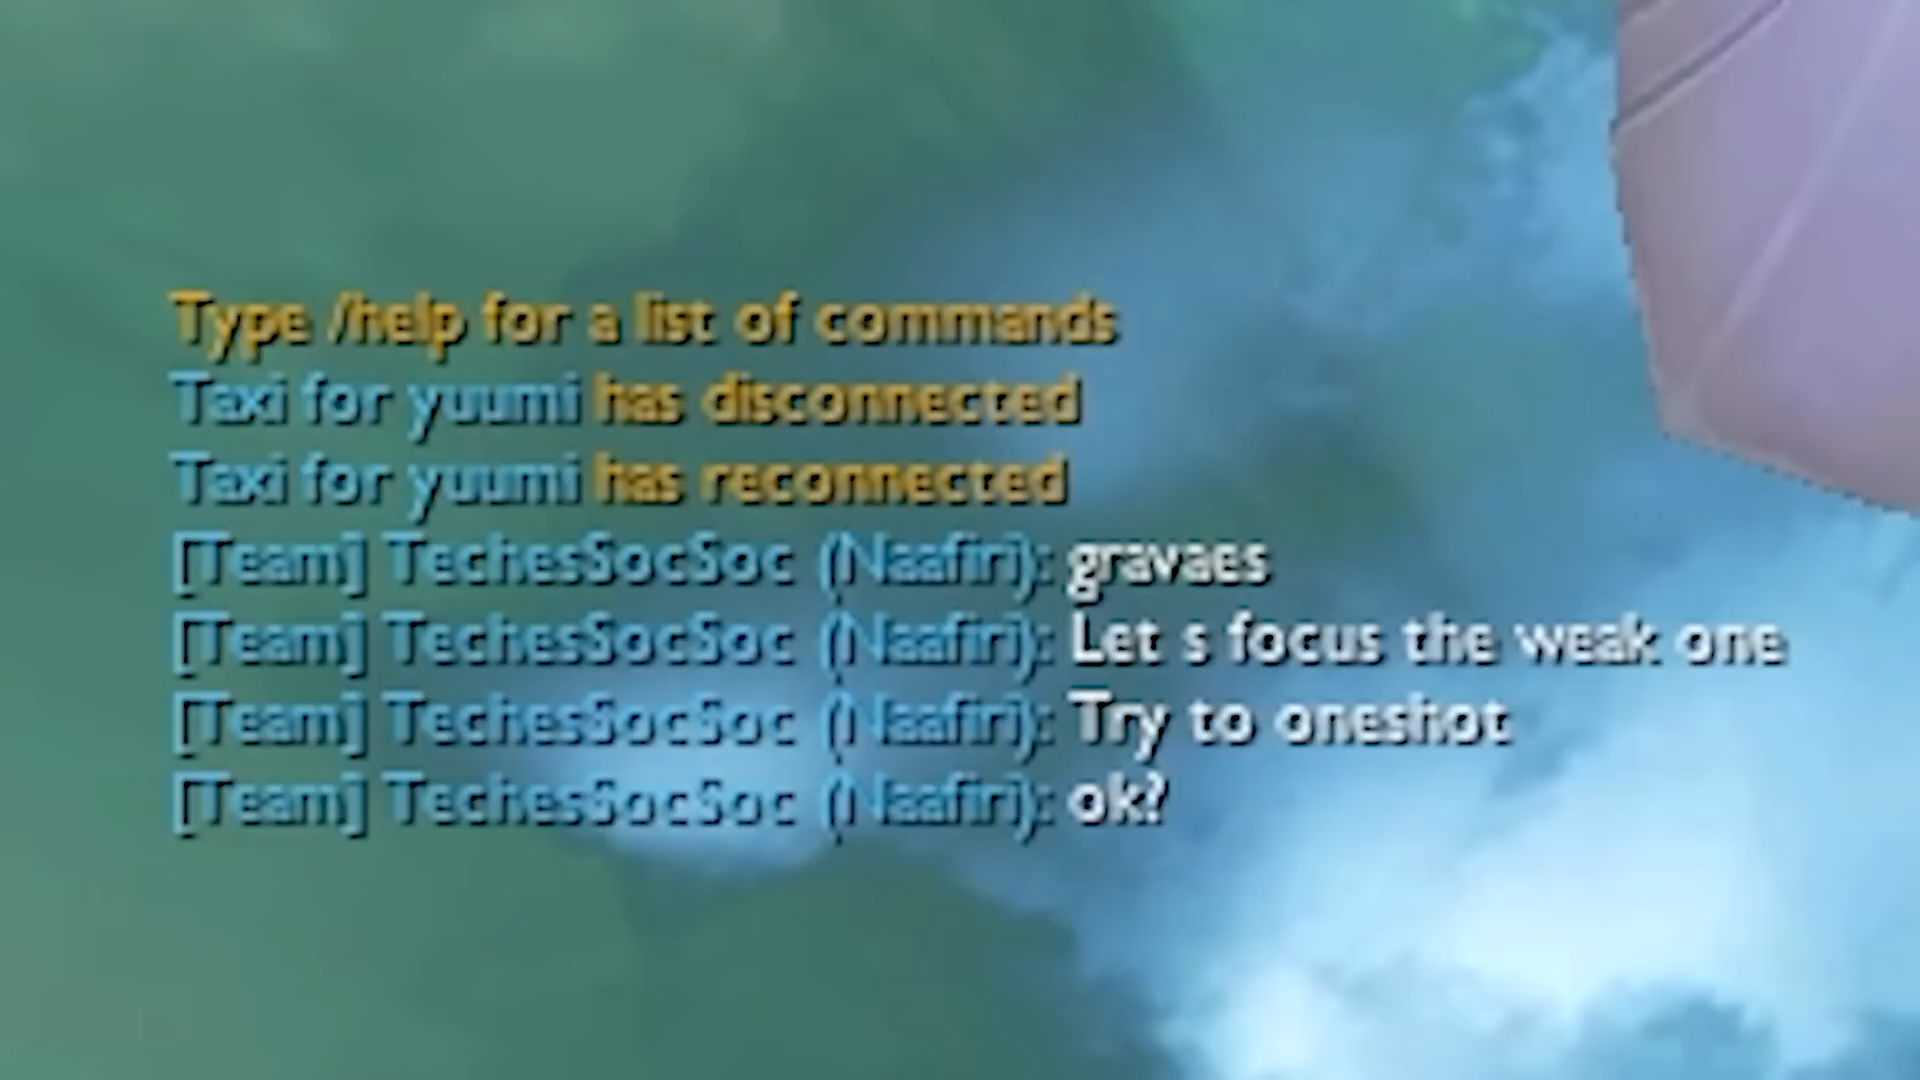 Type /help for a list of commands
Taxi for yuumi has disconnected
Taxi for yuumi has reconnected
[Team] TechesSocSoc (Naafiri): gravaes
[Team] TechesSocSoc (Naafiri): Let s focus the weak one
[Team] TechesSocSoc (Naafiri): Try to oneshot
[Team] TechesSocSoc (Naafiri): ok?